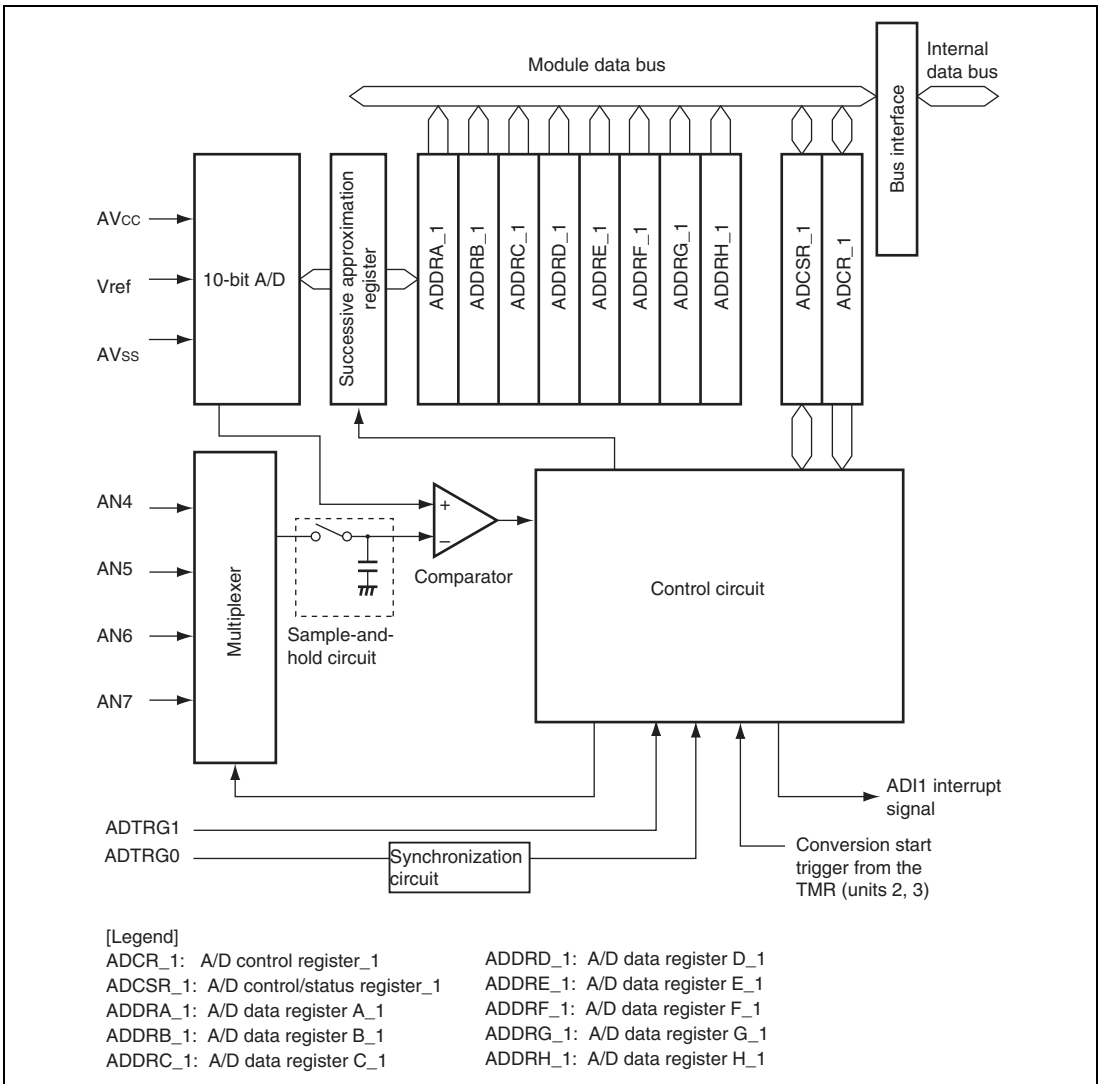 Module data bus
Internal
data bus
Bus interface
AVcc
Vref
AVss
10-bit A/D
Successive approximation
register
ADDRA_1
ADDRB_1
ADDRC_1
ADDRD_1
ADDRE_1
ADDRF_1
ADDRG_1
ADDRH_1
ADCSR_1
ADCR_1
AN4
AN5
AN6
AN7
Multiplexer
+
−
Comparator
Sample-and-
hold circuit
Control circuit
ADI1 interrupt
signal
ADTRG1
ADTRG0
Synchronization
circuit
Conversion start
trigger from the
TMR (units 2, 3)
[Legend]
ADCR_1: A/D control register_1
ADCSR_1: A/D control/status register_1
ADDRA_1: A/D data register A_1
ADDRB_1: A/D data register B_1
ADDRC_1: A/D data register C_1
ADDRD_1: A/D data register D_1
ADDRE_1: A/D data register E_1
ADDRF_1: A/D data register F_1
ADDRG_1: A/D data register G_1
ADDRH_1: A/D data register H_1